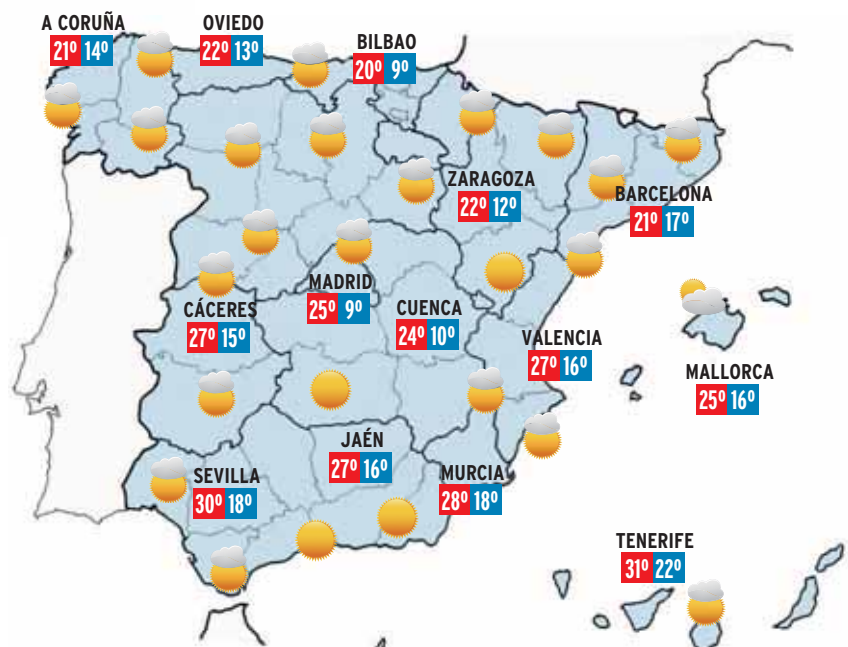 A CORUÑA
21º 14º
OVIEDO
22º 13º
BILBAO
20º 9º
ZARAGOZA
22º 12º
BARCELONA
21º 17º
MADRID
25º 9º
CÁCERES
27º 15º
CUENCA
24º 10º
VALENCIA
27º 16º
MALLORCA
25º 16º
JAÉN
27º 16º
SEVILLA
30º 18º
MURCIA
28º 18º
TENERIFE
31º 22º